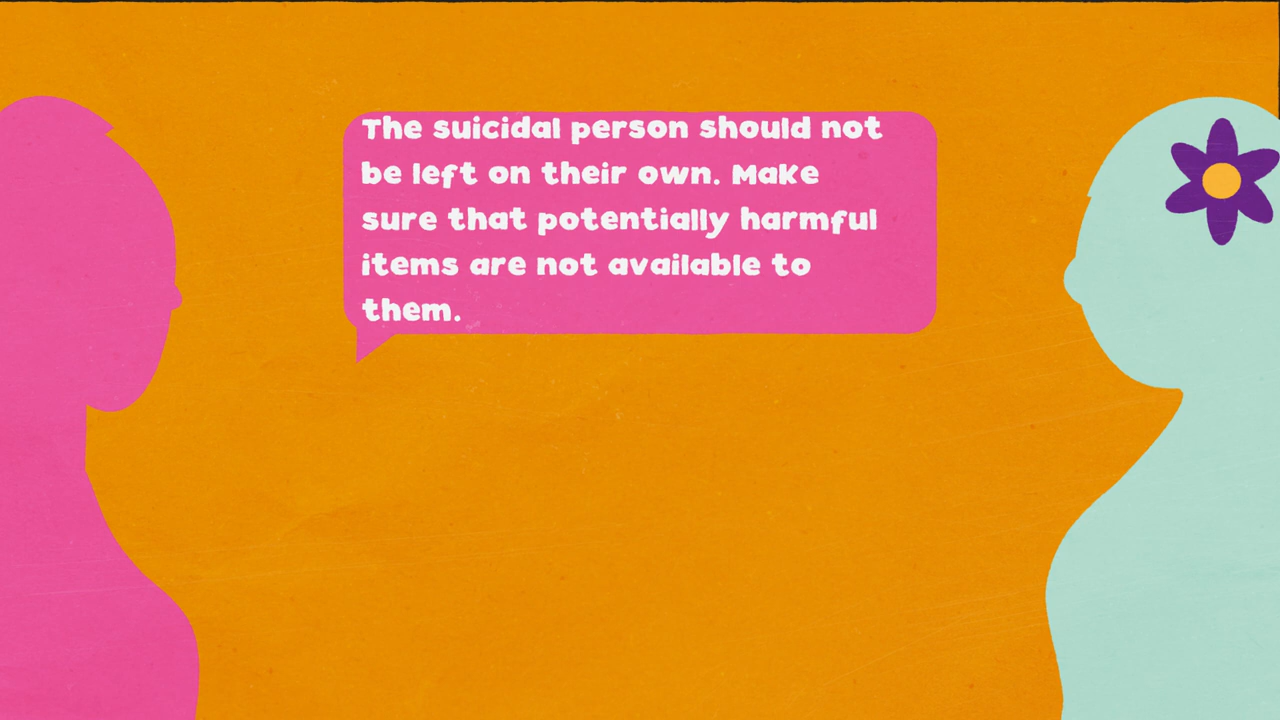 The suicidal person should not
be left on their own. Make
sure that potentially harmful
items are not available to
them.